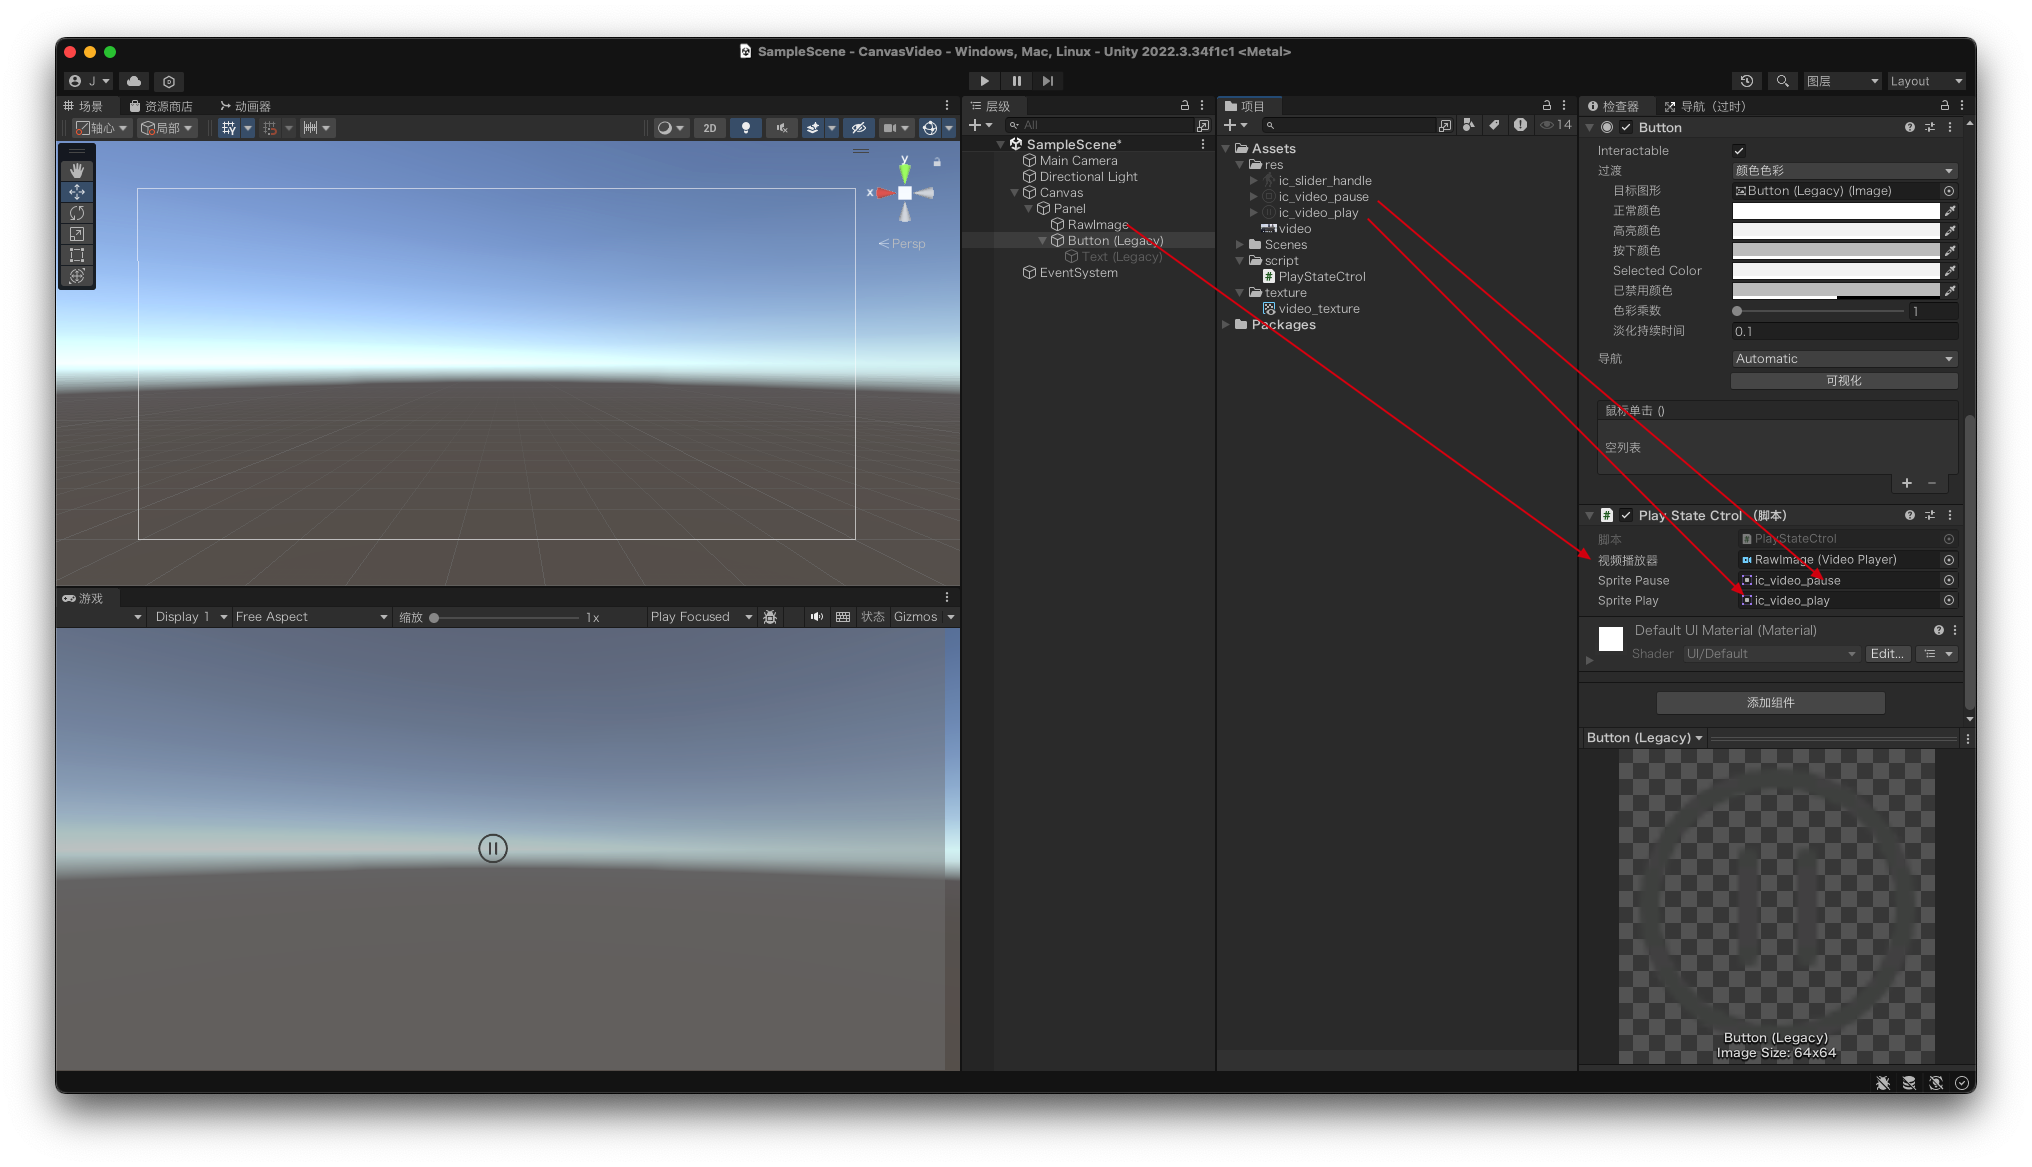 SampleScene - CanvasVideo - Windows, Mac, Linux - Unity 2022.3.34f1c1 <Metal>
J
图层
Layout
场景
资源商店
动画器
轴心
局部
2D
y
x
Persp
层级
All
SampleScene*
Main Camera
Directional Light
Canvas
Panel
RawImage
Button (Legacy)
Text (Legacy)
EventSystem
项目
14
Assets
res
ic_slider_handle
ic_video_pause
ic_video_play
video
Scenes
script
PlayStateCtrol
texture
video_texture
Packages
游戏
Display 1
Free Aspect
缩放
1x
Play Focused
状态
Gizmos
检查器
导航（过时）
Button
Interactable
过渡
颜色色彩
目标图形
Button (Legacy) (Image)
正常颜色
高亮颜色
按下颜色
Selected Color
已禁用颜色
色彩乘数
1
淡化持续时间
0.1
导航
Automatic
可视化
鼠标单击 ()
空列表
Play State Ctrol （脚本）
脚本
PlayStateCtrol
视频播放器
RawImage (Video Player)
Sprite Pause
ic_video_pause
Sprite Play
ic_video_play
Default UI Material (Material)
Shader
UI/Default
Edit...
添加组件
Button (Legacy)
Button (Legacy)
Image Size: 64x64